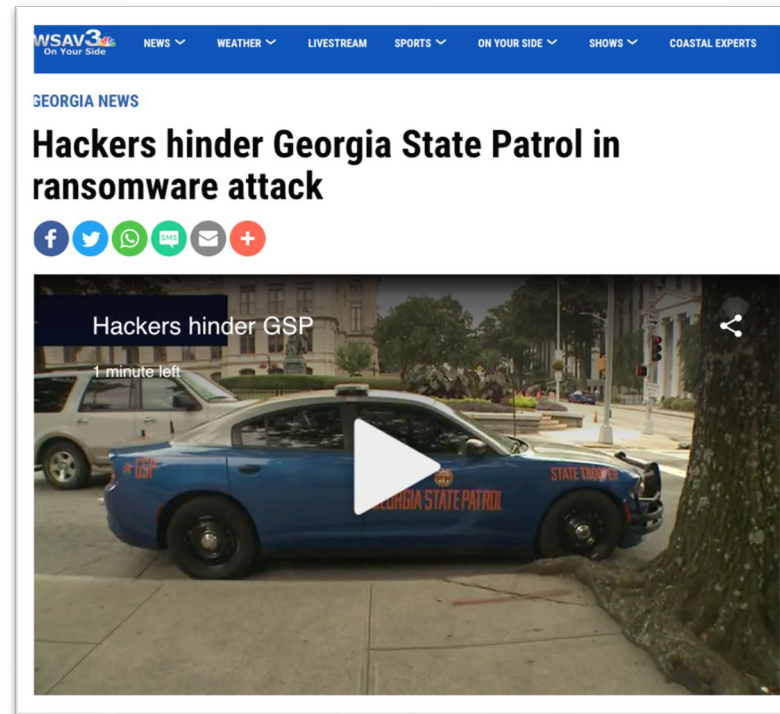 WSAV3
On Your Side
NEWS
WEATHER
LIVESTREAM
SPORTS
ON YOUR SIDE
SHOWS
COASTAL EXPERTS
GEORGIA NEWS
Hackers hinder Georgia State Patrol in
ransomware attack
SMS
Hackers hinder GSP
1 minute left
GSP
STATE TROOPER
GEORGIA STATE PATROL